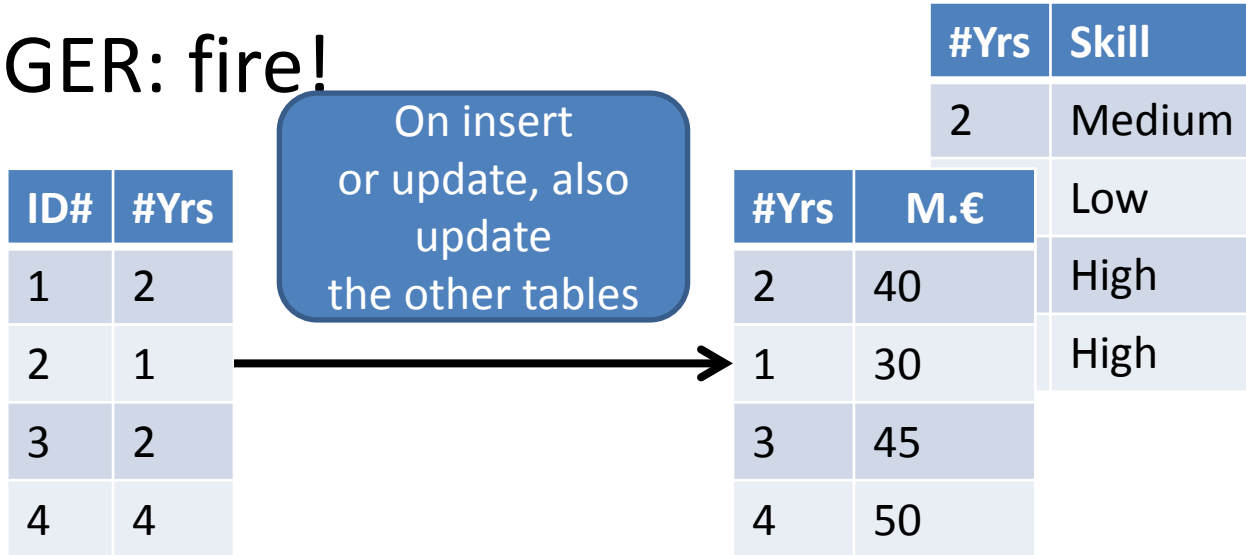 GER: fire!
On insert
or update, also
update
the other tables
ID# #Yrs
1 2
2 1
3 2
4 4
#Yrs M.€
2 40
1 30
3 45
4 50
#Yrs Skill
2 Medium
Low
High
High